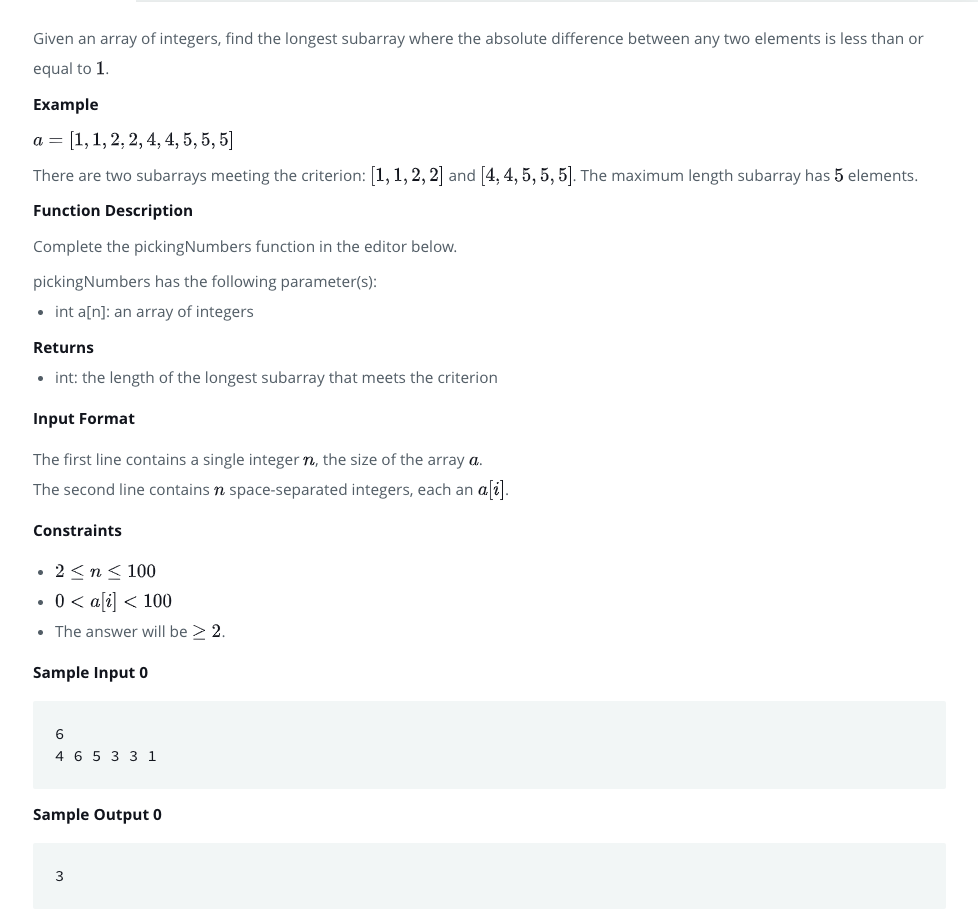 Given an array of integers, find the longest subarray where the absolute difference between any two elements is less than or
equal to 1.
Example
a = [1, 1, 2, 2, 4, 4, 5, 5, 5]
There are two subarrays meeting the criterion: [1, 1, 2, 2] and [4, 4, 5, 5, 5]. The maximum length subarray has 5 elements.
Function Description
Complete the pickingNumbers function in the editor below.
pickingNumbers has the following parameter(s):
• int a[n]: an array of integers
Returns
• int: the length of the longest subarray that meets the criterion
Input Format
The first line contains a single integer n, the size of the array a.
The second line contains n space-separated integers, each an a[i].
Constraints
• 2 ≤ n ≤ 100
• 0 < a[i] < 100
• The answer will be ≥ 2.
Sample Input 0
6
4 6 5 3 3 1
Sample Output 0
3